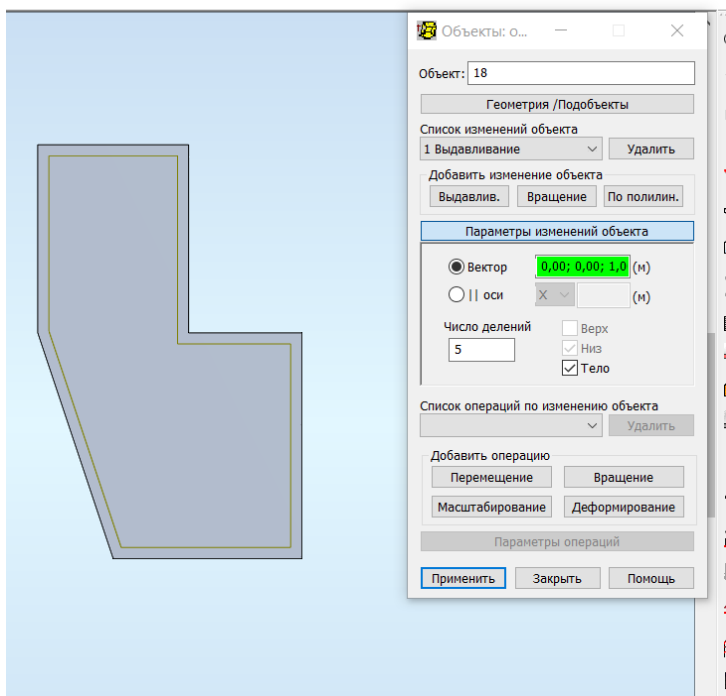 Объекты: о...
Объект: 18
Геометрия /Подобъекты
Список изменений объекта
1 Выдавливание Удалить
Добавить изменение объекта
Выдавлив. Вращение По полилин.
Параметры изменений объекта
Вектор 0,00; 0,00; 1,0 (м)
|| оси X (м)
Число делений Верх
5 Низ
Тело
Список операций по изменению объекта
Удалить
Добавить операцию
Перемещение Вращение
Масштабирование Деформирование
Параметры операций
Применить Закрыть Помощь